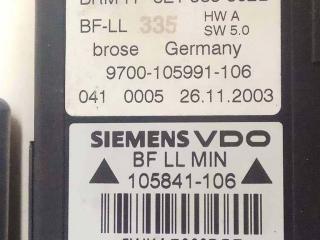 BF-LL 335 HW A
SW 5.0
brose Germany
9700-105991-106
041 0005 26.11.2003
SIEMENS VDO
BF LL MIN
105841-106